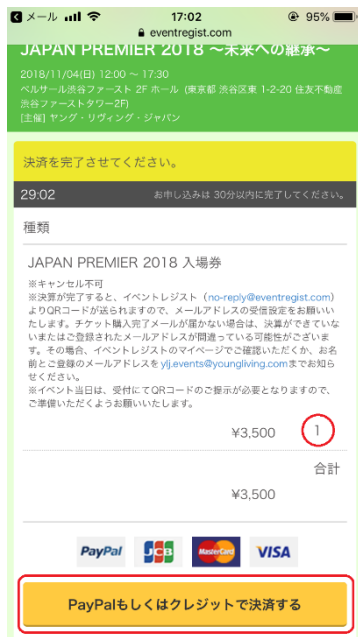 メール 17:02 95%
eventregist.com
JAPAN PREMIER 2018 〜未来への継承〜
2018/11/04(日) 12:00 〜 17:30
ベルサール渋谷ファースト 2F ホール (東京都 渋谷区東 1-2-20 住友不動産
渋谷ファーストタワー2F)
[主催] ヤング・リヴィング・ジャパン
決済を完了させてください。
29:02 お申し込みは 30分以内に完了してください。
種類
JAPAN PREMIER 2018 入場券
※キャンセル不可
※決算が完了すると、イベントレジスト（no-reply@eventregist.com）
よりQRコードが送られますので、メールアドレスの受信設定をお願いい
たします。チケット購入完了メールが届かない場合は、決算ができていな
いまたはご登録されたメールアドレスが間違っている可能性がございま
す。その場合、イベントレジストのマイページでご確認いただくか、お名
前とご登録のメールアドレスを ylj.events@youngliving.comまでお知ら
せください。
※イベント当日は、受付にてQRコードのご提示が必要となりますので、
ご準備いただくようお願いいたします。
¥3,500 1
合計
¥3,500
PayPal JCB MasterCard VISA
PayPalもしくはクレジットで決済する